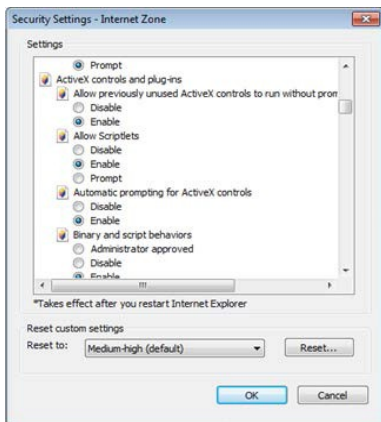 Security Settings - Internet Zone
Settings
Prompt
ActiveX controls and plug-ins
Allow previously unused ActiveX controls to run without prom
Disable
Enable
Allow Scriptlets
Disable
Enable
Prompt
Automatic prompting for ActiveX controls
Disable
Enable
Binary and script behaviors
Administrator approved
Disable
Enable
*Takes effect after you restart Internet Explorer
Reset custom settings
Reset to: Medium-high (default) Reset...
OK Cancel